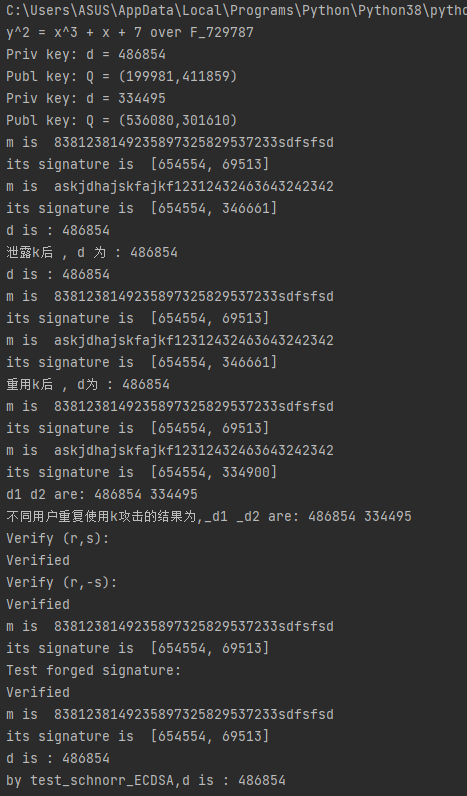 C:\Users\ASUS\AppData\Local\Programs\Python\Python38\pytho
y^2 = x^3 + x + 7 over F_729787
Priv key: d = 486854
Publ key: Q = (199981,411859)
Priv key: d = 334495
Publ key: Q = (536080,301610)
m is  83812381492358973258295​37233sdfsfsd
its signature is  [654554, 69513]
m is  askjdhajskfajkf12312432463643242342
its signature is  [654554, 346661]
d is : 486854
泄露k后 , d 为 : 486854
d is : 486854
m is  8381238149235897325829537233sdfsfsd
its signature is  [654554, 69513]
m is  askjdhajskfajkf12312432463643242342
its signature is  [654554, 346661]
重用k后 , d为 : 486854
m is  8381238149235897325829537233sdfsfsd
its signature is  [654554, 69513]
m is  askjdhajskfajkf12312432463643242342
its signature is  [654554, 334900]
d1 d2 are: 486854 334495
不同用户重复使用k攻击的结果为,_d1 _d2 are: 486854 334495
Verify (r,s):
Verified
Verify (r,-s):
Verified
m is  8381238149235897325829537233sdfsfsd
its signature is  [654554, 69513]
Test forged signature:
Verified
m is  8381238149235897325829537233sdfsfsd
its signature is  [654554, 69513]
d is : 486854
by test_schnorr_ECDSA,d is : 486854